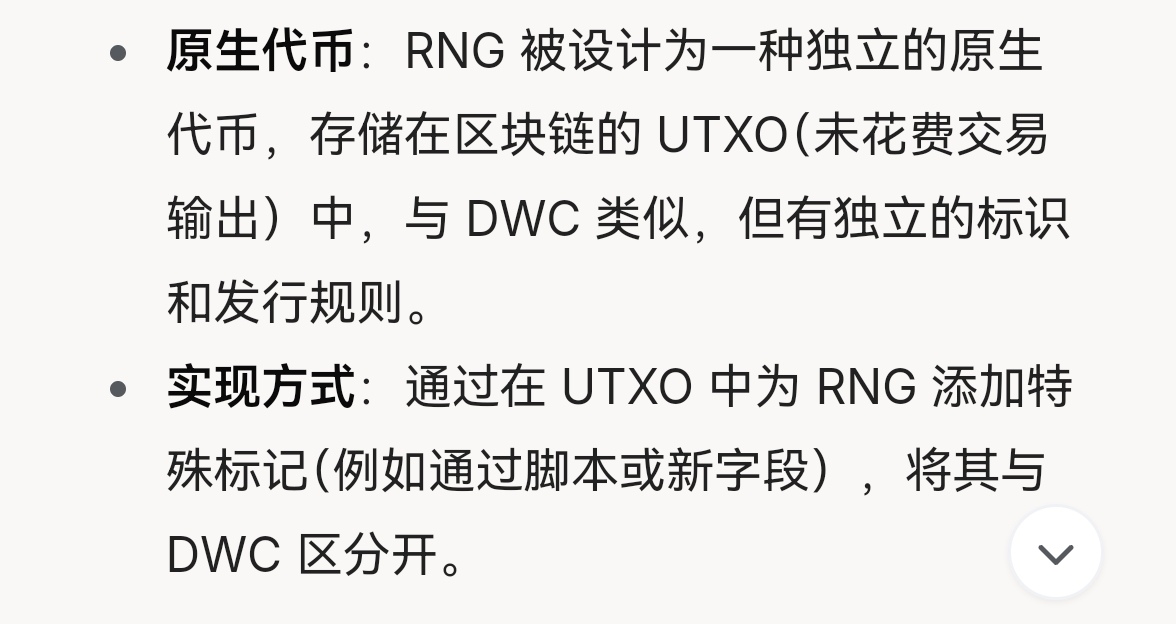 • 原生代币：RNG 被设计为一种独立的原生
代币，存储在区块链的 UTXO(未花费交易
输出）中，与 DWC 类似，但有独立的标识
和发行规则。
• 实现方式：通过在 UTXO 中为 RNG 添加特
殊标记(例如通过脚本或新字段），将其与
DWC 区分开。